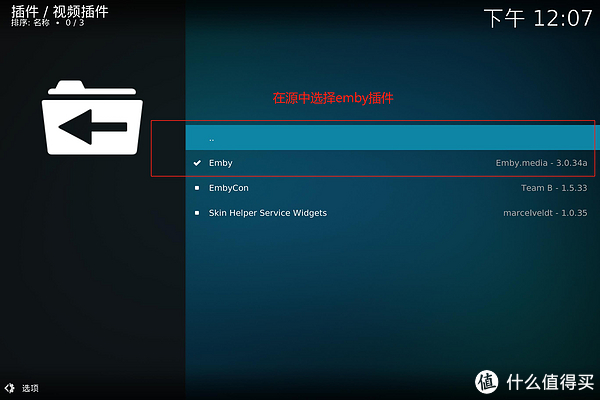 插件 / 视频插件
排序: 名称 • 0 / 3
下午 12:07
在源中选择emby插件
..
Emby Emby.media - 3.0.34a
EmbyCon Team B - 1.5.33
Skin Helper Service Widgets marcelveldt - 1.0.35
选项
值 什么值得买